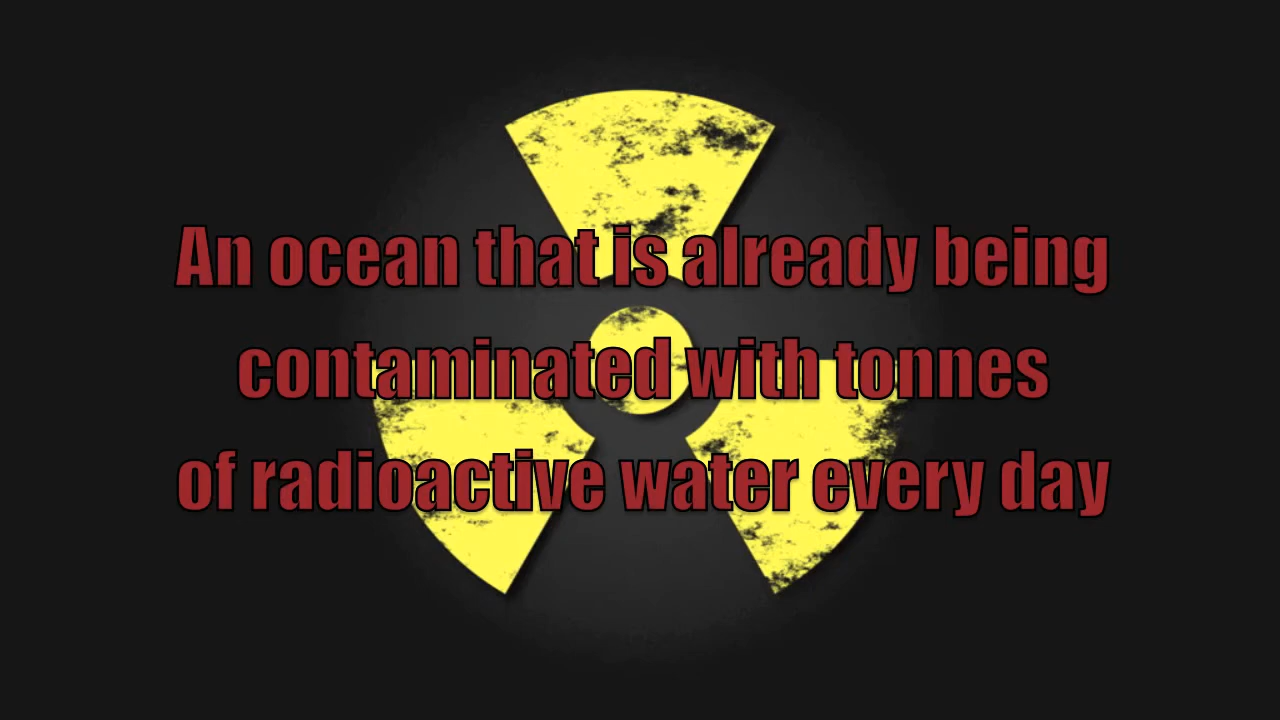 An ocean that is already being
contaminated with tonnes
of radioactive water every day